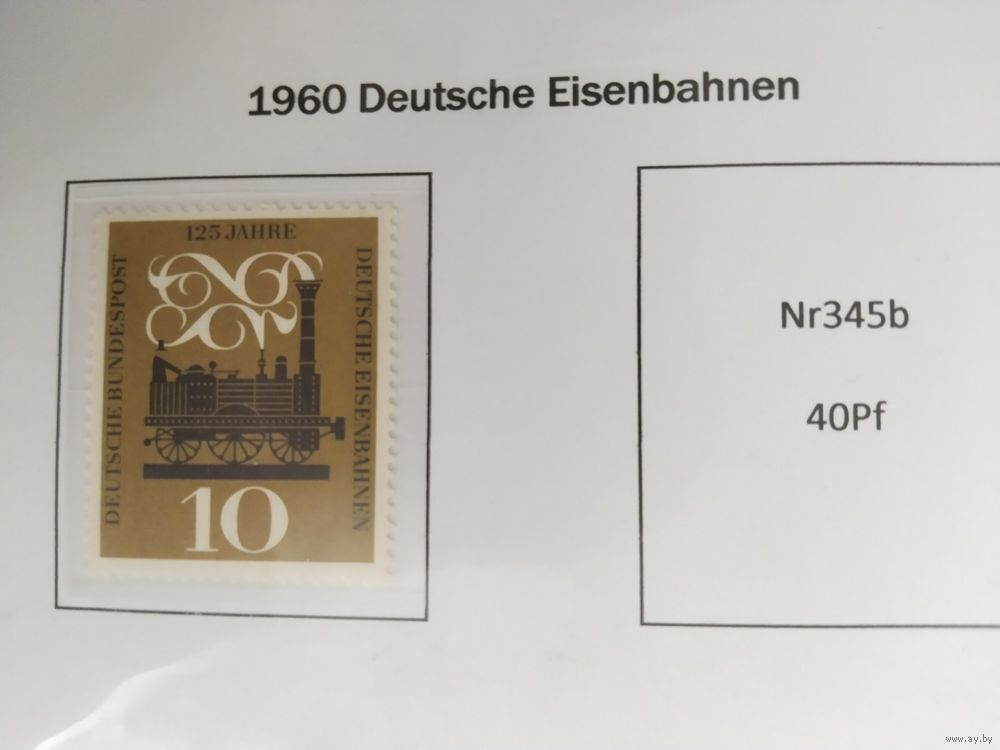 1960 Deutsche Eisenbahnen
125 JAHRE
DEUTSCHE BUNDESPOST
DEUTSCHE EISENBAHNEN
10
Nr345b
40Pf
www.ay.by